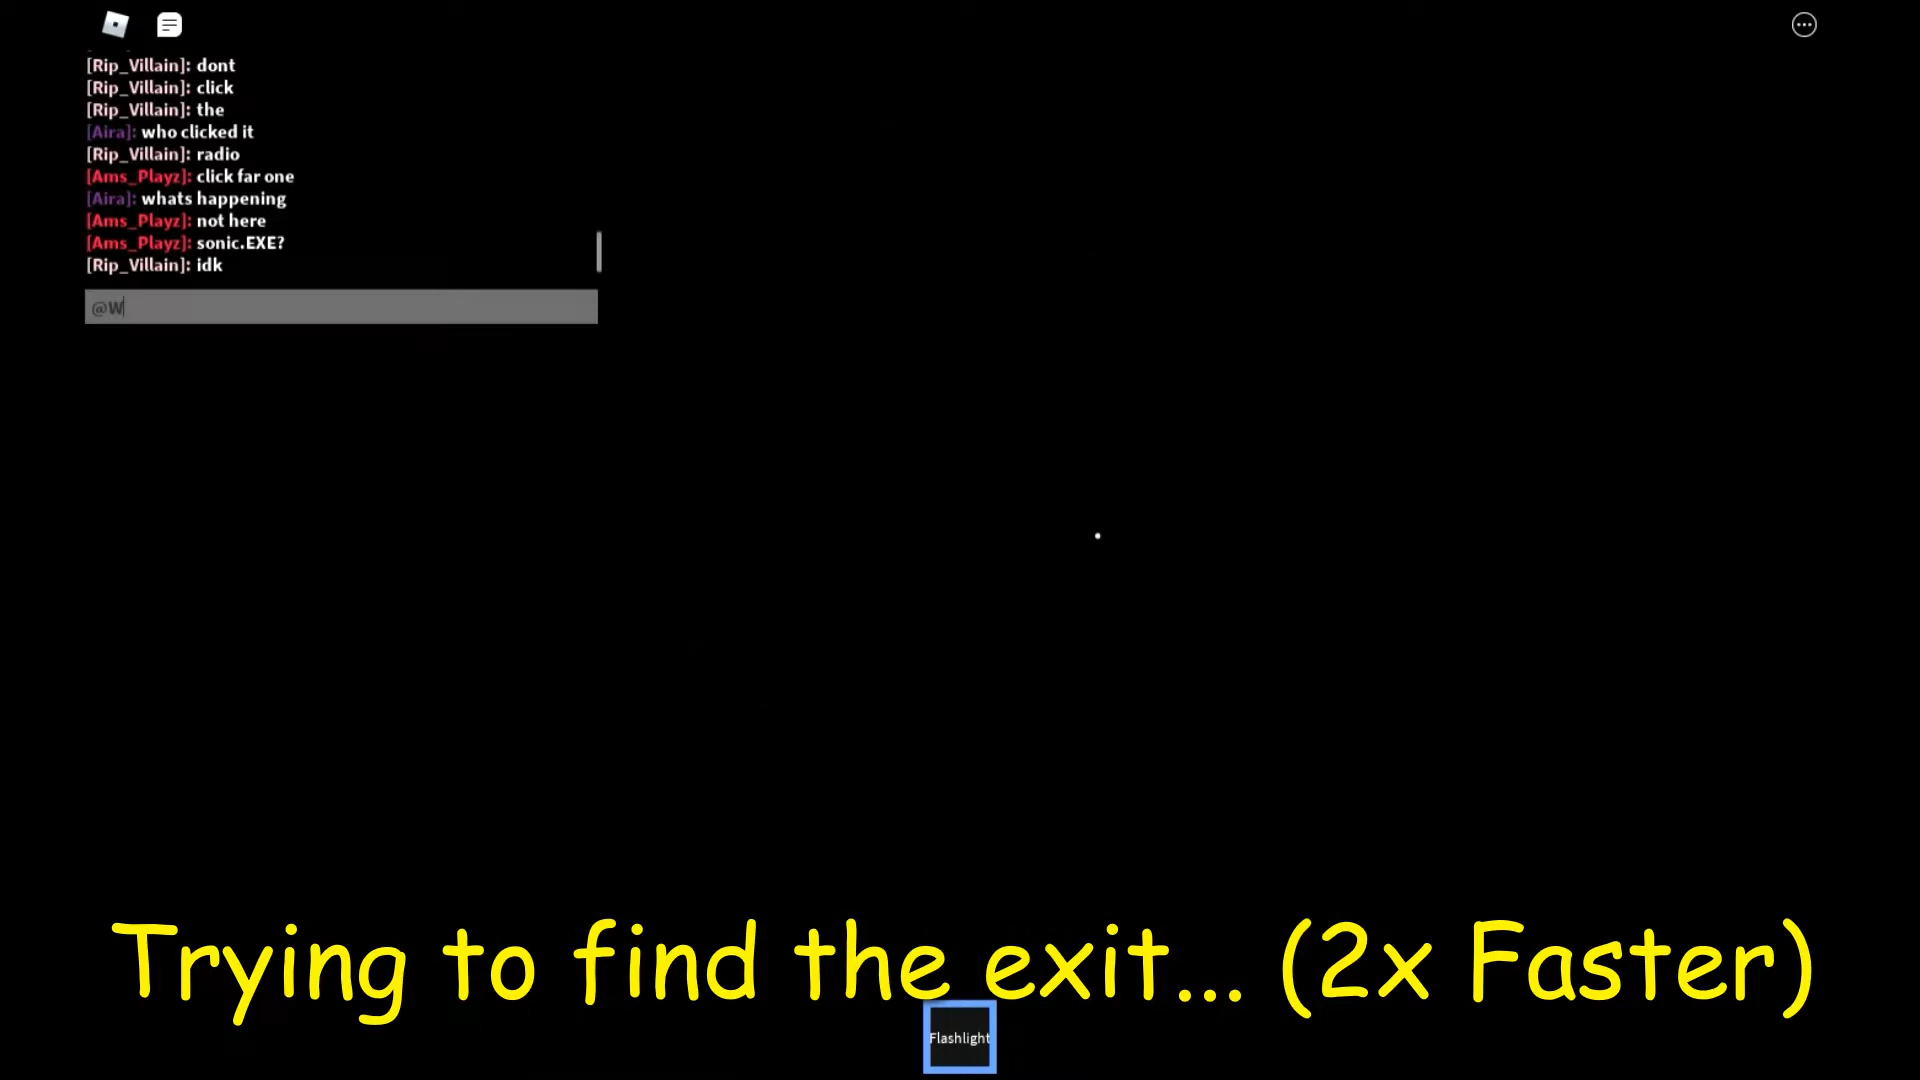 [Rip_Villain]: dont
[Rip_Villain]: click
[Rip_Villain]: the
[Aira]: who clicked it
[Rip_Villain]: radio
[Ams_Playz]: click far one
[Aira]: whats happening
[Ams_Playz]: not here
[Ams_Playz]: sonic.EXE?
[Rip_Villain]: idk
@W
Trying to find the exit... (2x Faster)
Flashlight